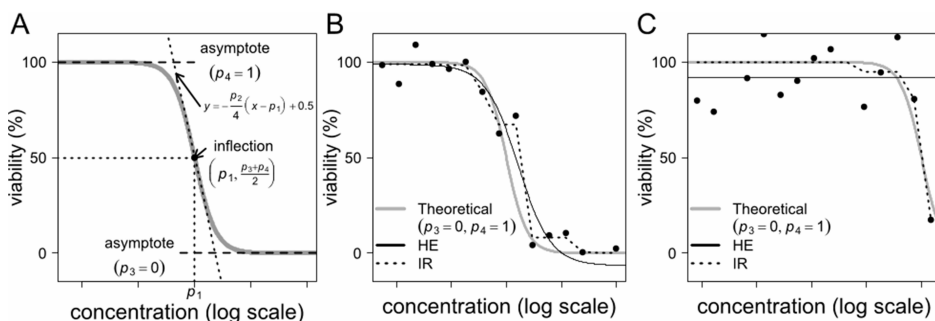 A
asymptote
(p₄ = 1)
y = −p₂/4 (x − p₁) + 0.5
inflection
(p₁, p₃+p₄/2)
asymptote
(p₃ = 0)
100
50
0
viability (%)
p₁
concentration (log scale)
B
100
50
0
viability (%)
Theoretical
(p₃ = 0, p₄ = 1)
HE
IR
concentration (log scale)
C
100
50
0
viability (%)
Theoretical
(p₃ = 0, p₄ = 1)
HE
IR
concentration (log scale)